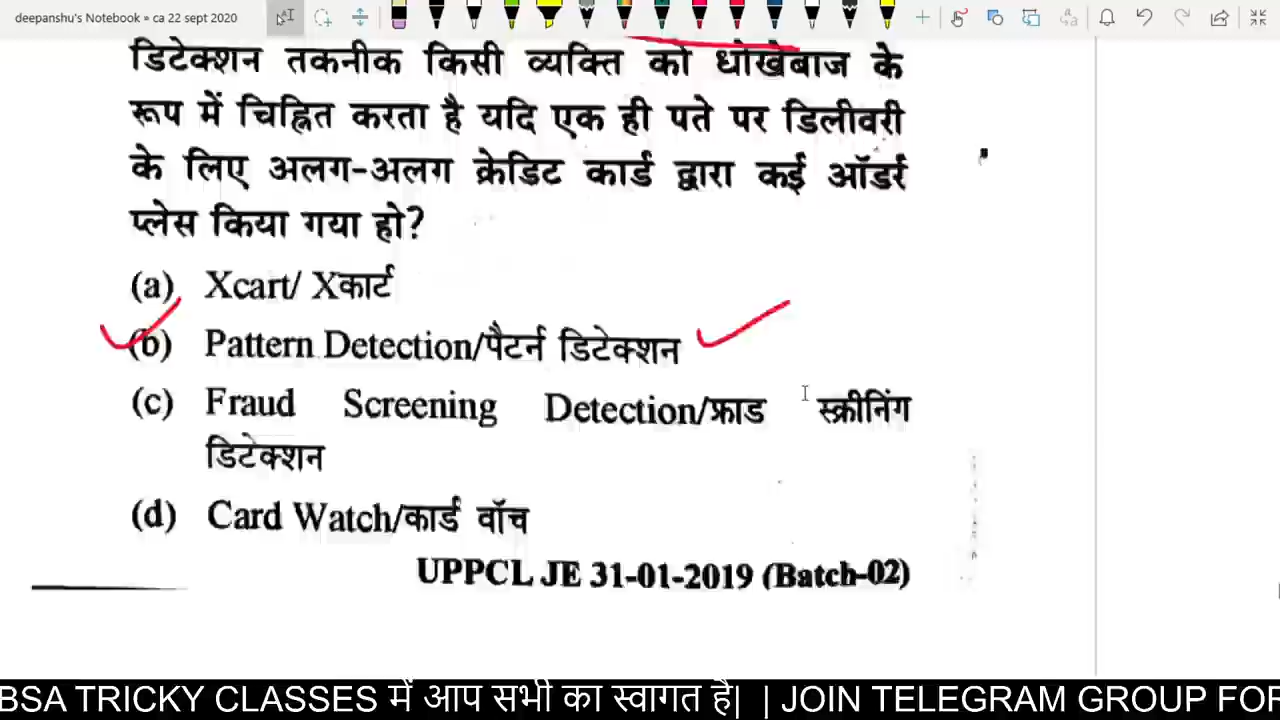 deepanshu's Notebook » ca 22 sept 2020
डिटेक्शन तकनीक किसी व्यक्ति को धोखेबाज के
रूप में चिह्नित करता है यदि एक ही पते पर डिलीवरी
के लिए अलग-अलग क्रेडिट कार्ड द्वारा कई ऑडर्र
प्लेस किया गया हो?
(a) Xcart/ Xकार्ट
(b) Pattern Detection/पैटर्न डिटेक्शन
(c) Fraud Screening Detection/फ्राड स्क्रीनिंग
डिटेक्शन
(d) Card Watch/कार्ड वॉच
UPPCL JE 31-01-2019 (Batch-02)
BSA TRICKY CLASSES में आप सभी का स्वागत है| | JOIN TELEGRAM GROUP FOR